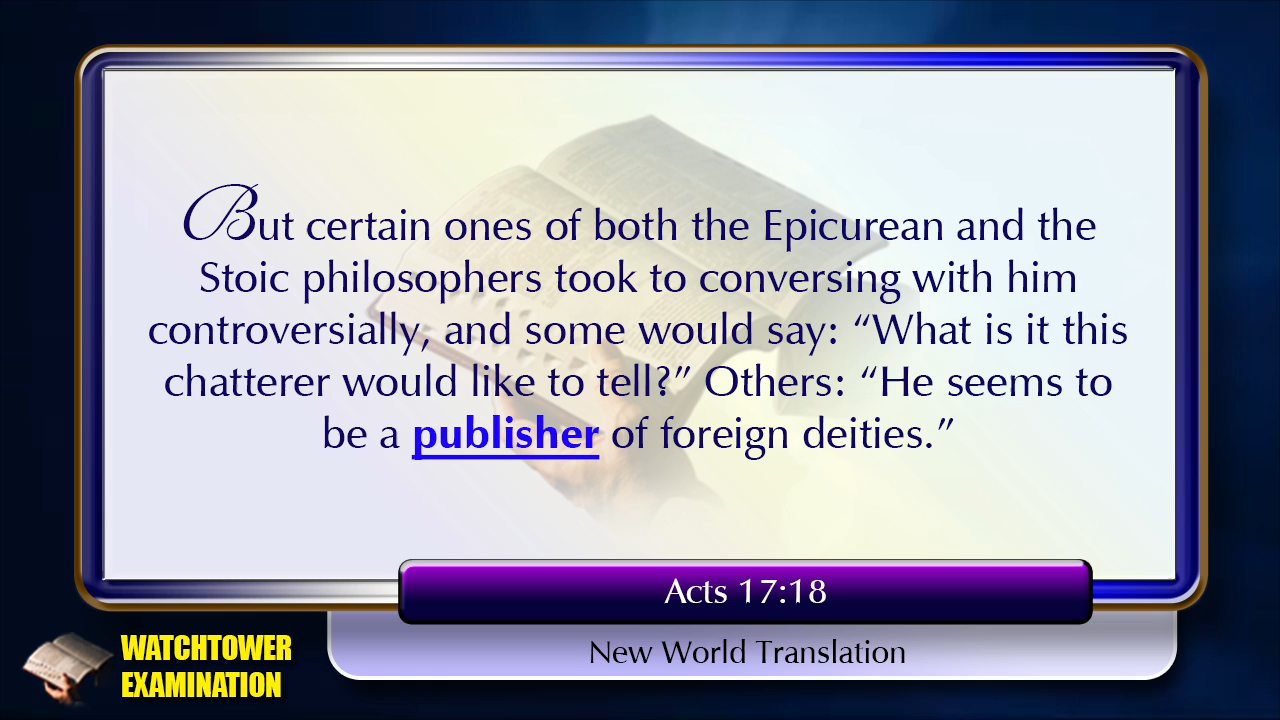 But certain ones of both the Epicurean and the
Stoic philosophers took to conversing with him
controversially, and some would say: “What is it this
chatterer would like to tell?” Others: “He seems to
be a publisher of foreign deities.”
Acts 17:18
New World Translation
WATCHTOWER
EXAMINATION